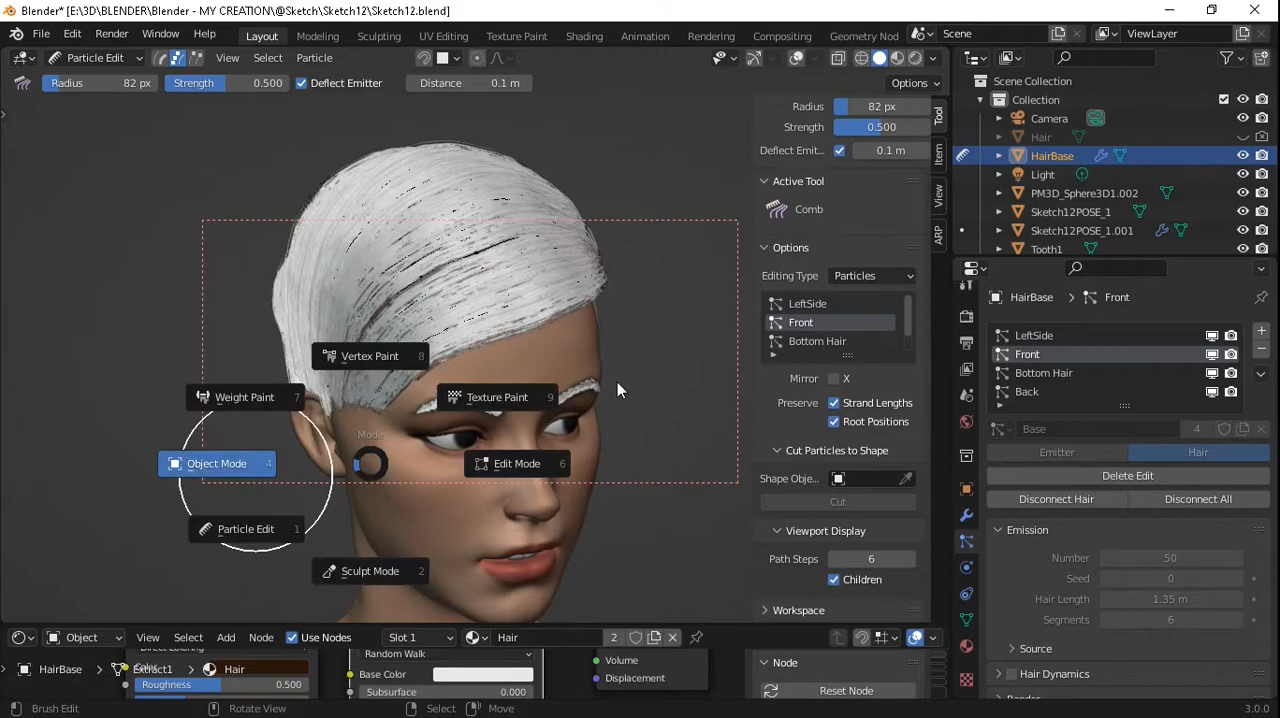 Blender* [E:\3D\BLENDER\Blender - MY CREATION\@Sketch\Sketch12\Sketch12.blend]
File Edit Render Window Help Layout Modeling Sculpting UV Editing Texture Paint Shading Animation Rendering Compositing Geometry Nod Scene ViewLayer
Particle Edit View Select Particle
Radius 82 px Strength 0.500 Deflect Emitter Distance 0.1 m Options
Radius 82 px
Strength 0.500
Deflect Emit... 0.1 m
Active Tool
Comb
Options
Editing Type Particles
LeftSide
Front
Bottom Hair
Mirror X
Preserve Strand Lengths
Root Positions
Cut Particles to Shape
Shape Obje...
Cut
Viewport Display
Path Steps 6
Children
Workspace
Tool
Item
View
ARP
Vertex Paint 8
Weight Paint 7
Texture Paint 9
Mode
Object Mode 4
Edit Mode 6
Particle Edit 1
Sculpt Mode 2
Scene Collection
Collection
Camera
Hair
HairBase
Light
PM3D_Sphere3D1.002
Sketch12POSE_1
Sketch12POSE_1.001
Tooth1
HairBase Front
LeftSide
Front
Bottom Hair
Back
Base 4
Emitter Hair
Delete Edit
Disconnect Hair Disconnect All
Emission
Number 50
Seed 0
Hair Length 1.35 m
Segments 6
Source
Hair Dynamics
Object View Select Add Node Use Nodes Slot 1 Hair 2
HairBase Extract1 Hair
Roughness 0.500
Random Walk
Base Color
Subsurface 0.000
Volume
Displacement
Node
Reset Node
Brush Edit Rotate View Select Move 3.0.0